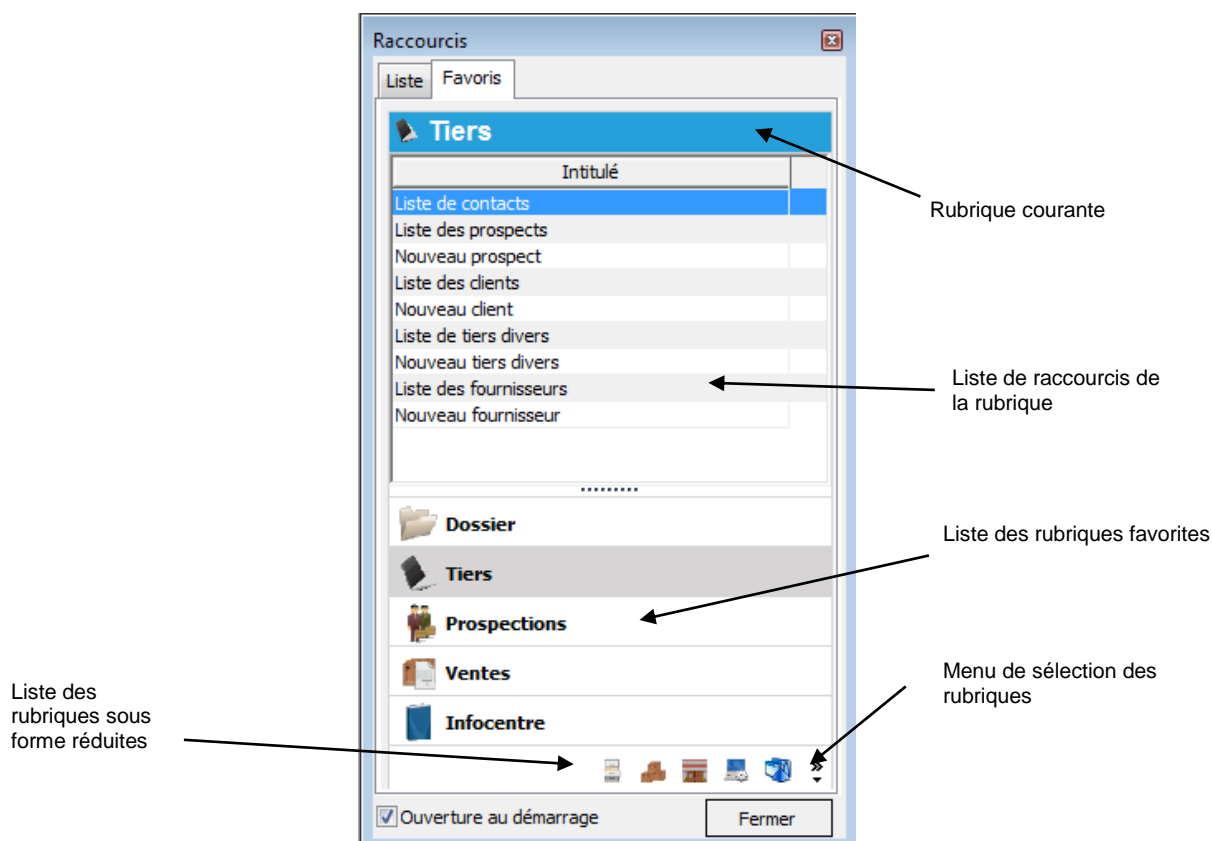 Raccourcis
Liste
Favoris
Tiers
Intitulé
Liste de contacts
Liste des prospects
Nouveau prospect
Liste des clients
Nouveau client
Liste de tiers divers
Nouveau tiers divers
Liste des fournisseurs
Nouveau fournisseur
Rubrique courante
Liste de raccourcis de
la rubrique
Dossier
Tiers
Prospections
Ventes
Infocentre
Liste des rubriques favorites
Menu de sélection des
rubriques
Liste des
rubriques sous
forme réduites
Ouverture au démarrage
Fermer